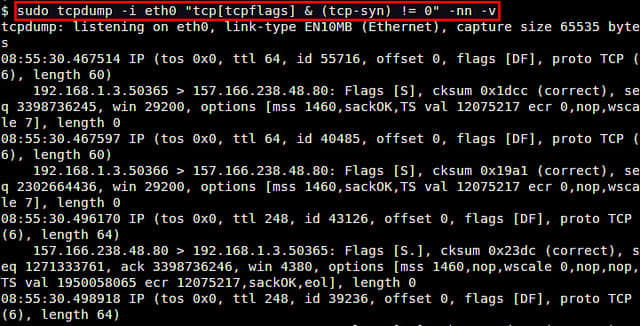 $ sudo tcpdump -i eth0 "tcp[tcpflags] & (tcp-syn) != 0" -nn -v
tcpdump: listening on eth0, link-type EN10MB (Ethernet), capture size 65535 byte
s
08:55:30.467514 IP (tos 0x0, ttl 64, id 55716, offset 0, flags [DF], proto TCP (
6), length 60)
192.168.1.3.50365 > 157.166.238.48.80: Flags [S], cksum 0x1dcc (correct), se
q 3398736245, win 29200, options [mss 1460,sackOK,TS val 12075217 ecr 0,nop,wsca
le 7], length 0
08:55:30.467597 IP (tos 0x0, ttl 64, id 40485, offset 0, flags [DF], proto TCP (
6), length 60)
192.168.1.3.50366 > 157.166.238.48.80: Flags [S], cksum 0x19a1 (correct), se
q 2302664436, win 29200, options [mss 1460,sackOK,TS val 12075217 ecr 0,nop,wsca
le 7], length 0
08:55:30.496170 IP (tos 0x0, ttl 248, id 43126, offset 0, flags [DF], proto TCP
(6), length 64)
157.166.238.48.80 > 192.168.1.3.50365: Flags [S.], cksum 0x23dc (correct), s
eq 1271333761, ack 3398736246, win 4380, options [mss 1460,nop,wscale 0,nop,nop,
TS val 1950058065 ecr 12075217,sackOK,eol], length 0
08:55:30.498918 IP (tos 0x0, ttl 248, id 39236, offset 0, flags [DF], proto TCP
(6), length 64)